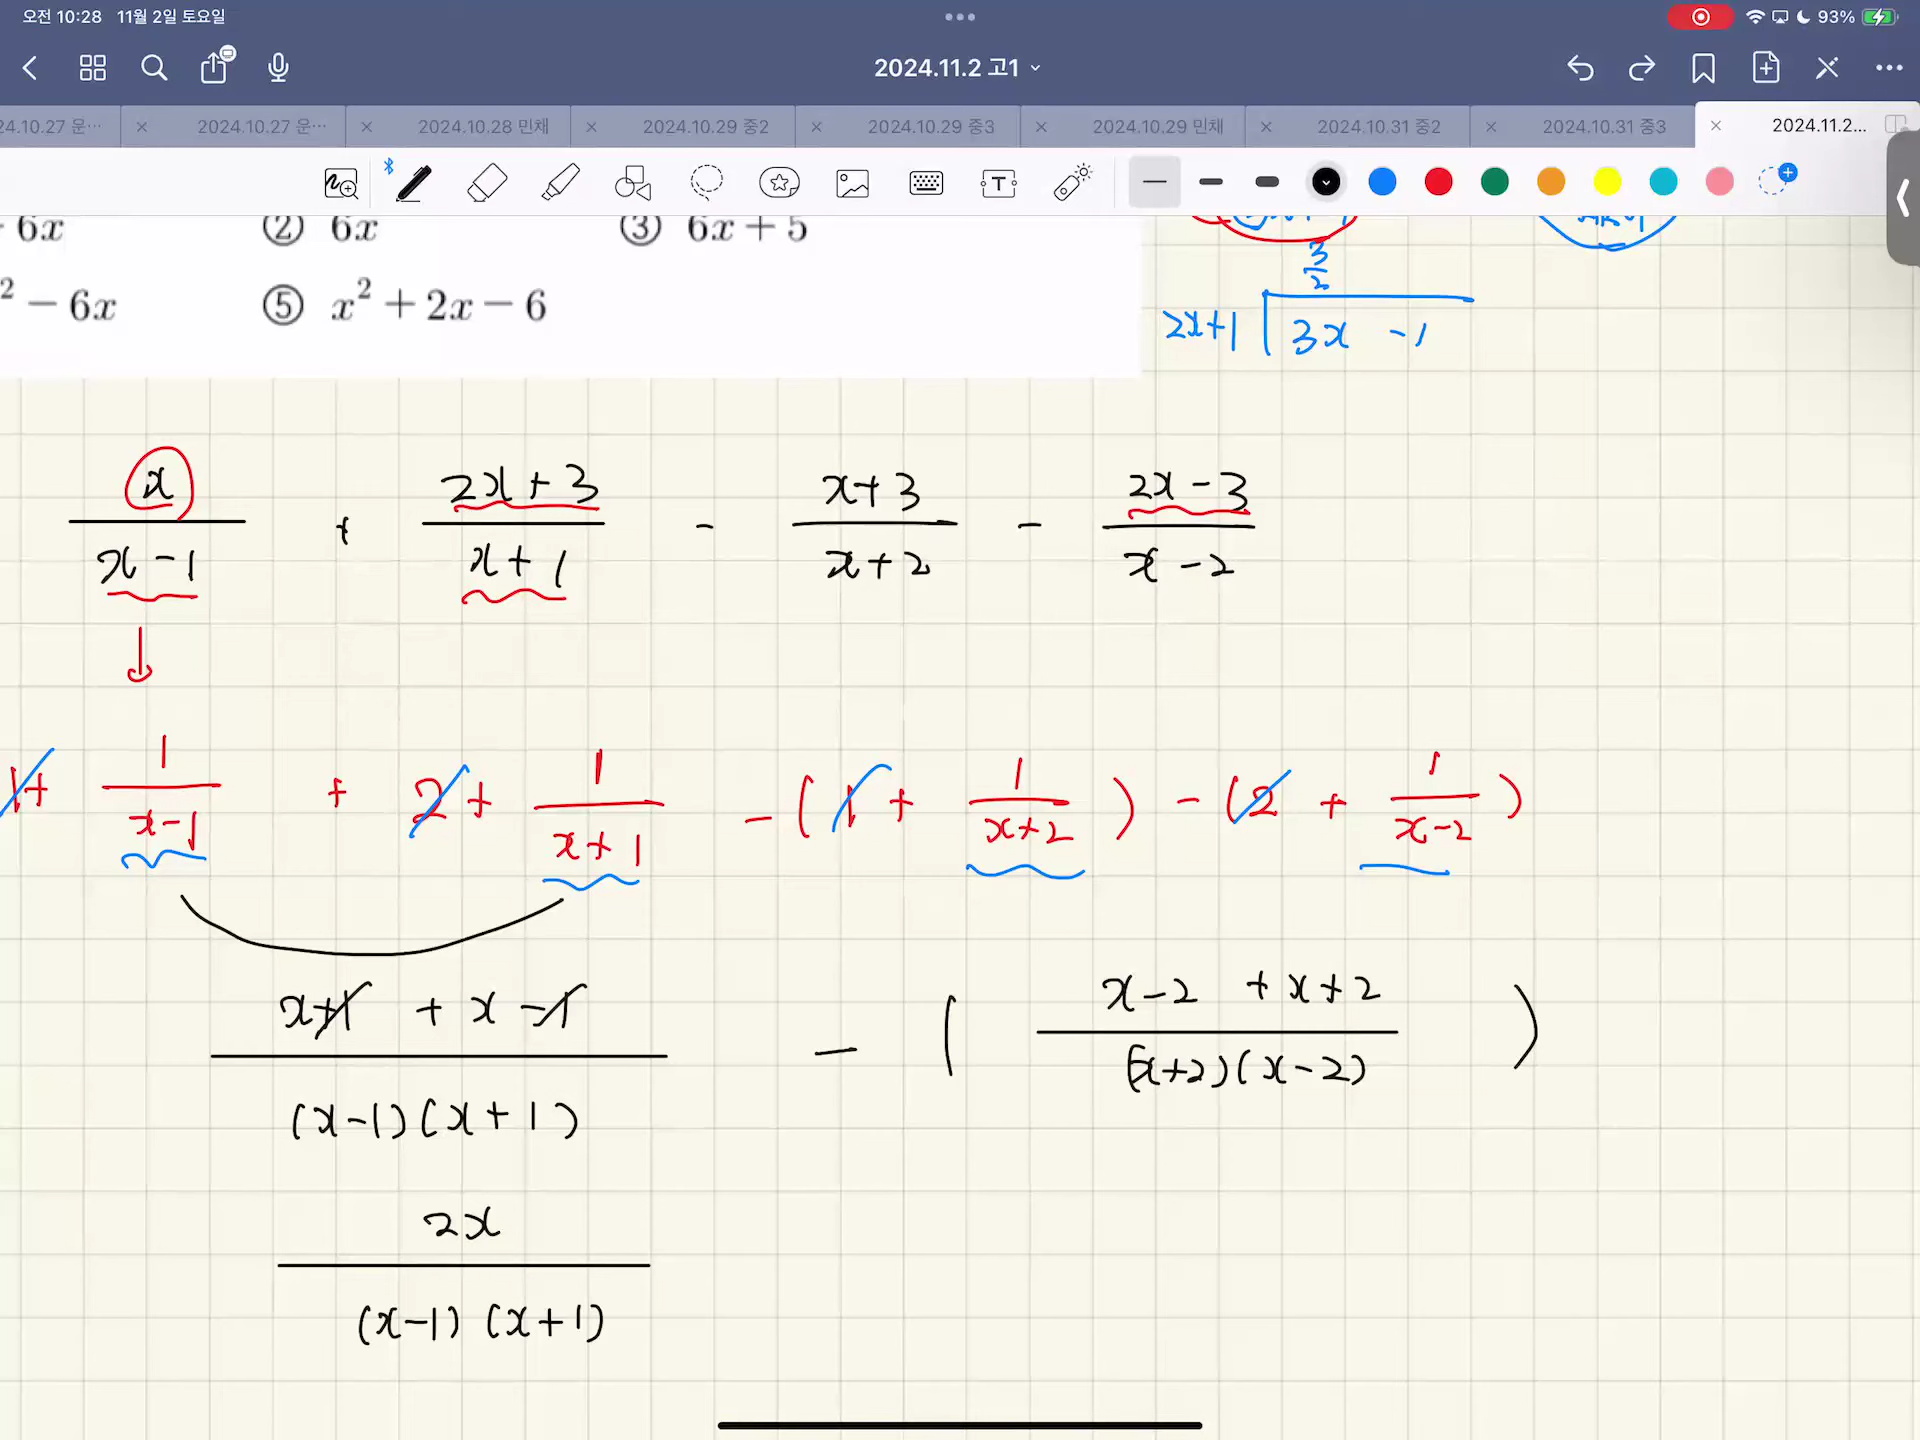 오전 10:28 11월 2일 토요일
93%
2024.11.2 고1
24.10.27 운… × 2024.10.27 운… × 2024.10.28 민채 × 2024.10.29 중2 × 2024.10.29 중3 × 2024.10.29 민채 × 2024.10.31 중2 × 2024.10.31 중3 × 2024.11.2...
6x ② 6x ③ 6x + 5
² − 6x ⑤ x² + 2x − 6
3/2
2x+1 3x -1
x/(x-1) + (2x+3)/(x+1) - (x+3)/(x+2) - (2x-3)/(x-2)
1+ 1/(x-1) + 2 + 1/(x+1) - (1 + 1/(x+2)) - (2 + 1/(x-2))
(x+1 + x-1)/((x-1)(x+1)) - ((x-2 + x+2)/((x+2)(x-2)))
2x/((x-1)(x+1))